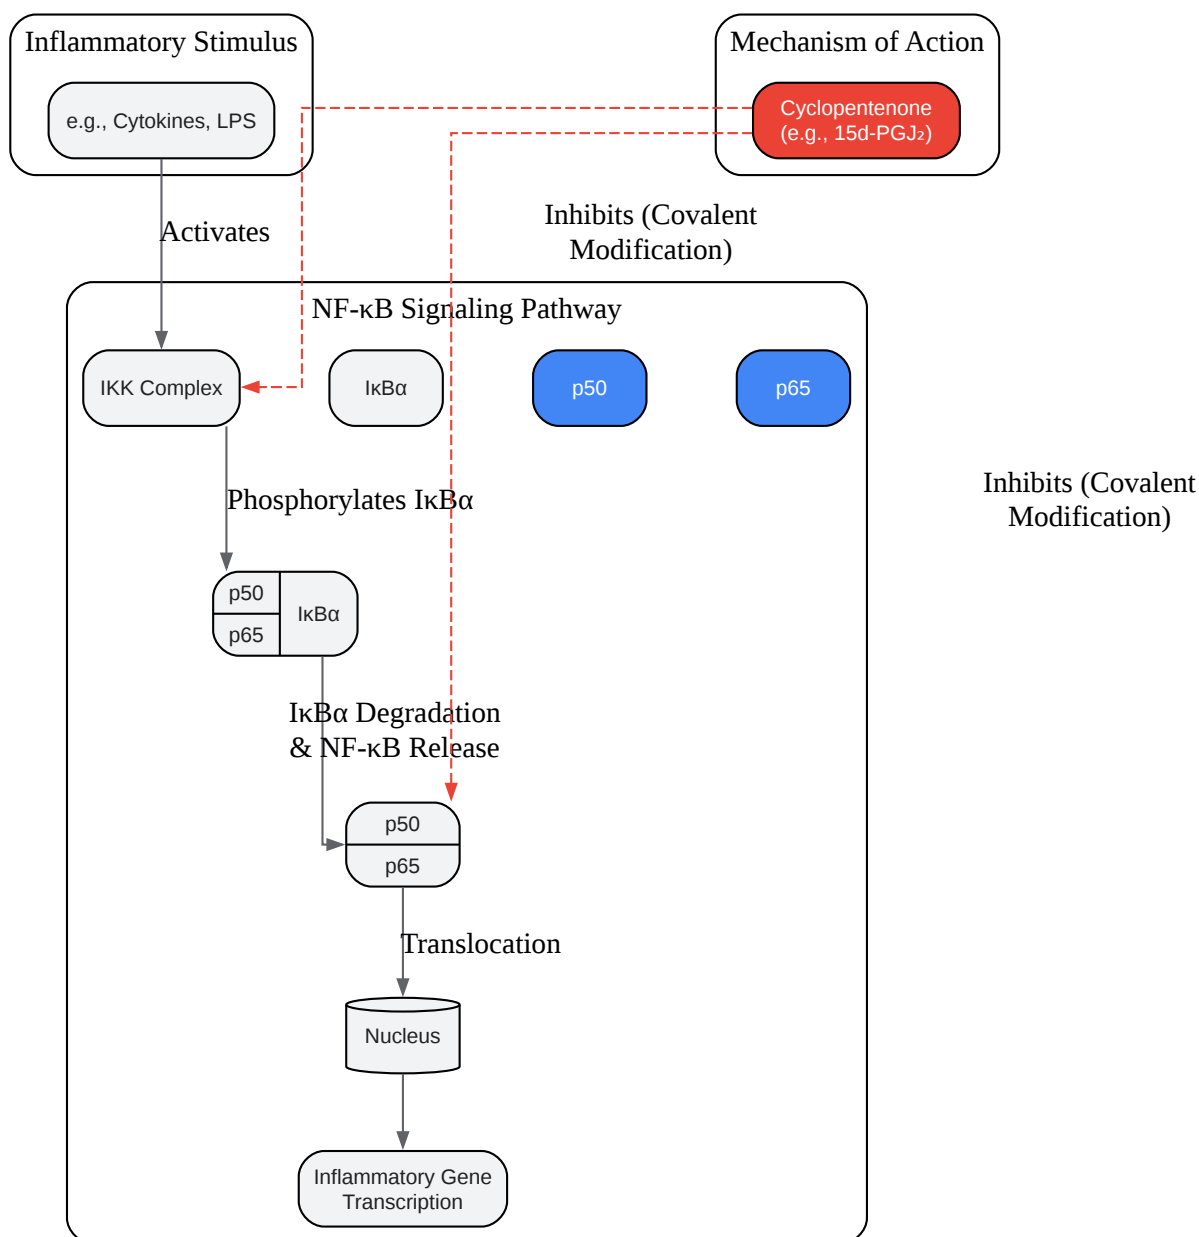 Inflammatory Stimulus
Mechanism of Action
e.g., Cytokines, LPS
Cyclopentenone
(e.g., 15d-PGJ₂)
Activates
Inhibits (Covalent
Modification)
NF-κB Signaling Pathway
IKK Complex
IκBα
p50
p65
Phosphorylates IκBα
Inhibits (Covalent
Modification)
p50
p65
IκBα
IκBα Degradation
& NF-κB Release
p50
p65
Translocation
Nucleus
Inflammatory Gene
Transcription